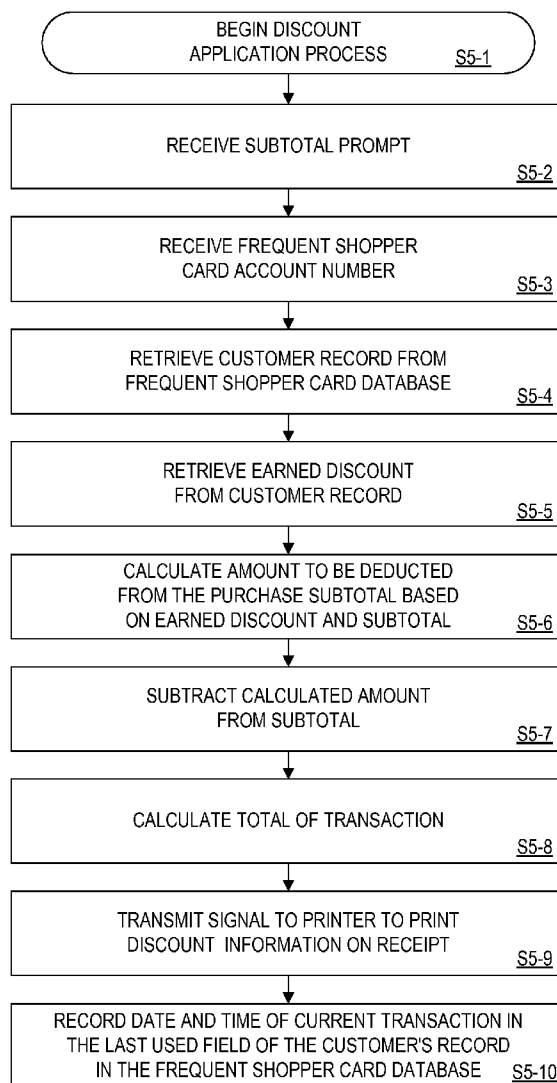 BEGIN DISCOUNT
APPLICATION PROCESS
S5-1
RECEIVE SUBTOTAL PROMPT
S5-2
RECEIVE FREQUENT SHOPPER
CARD ACCOUNT NUMBER
S5-3
RETRIEVE CUSTOMER RECORD FROM
FREQUENT SHOPPER CARD DATABASE
S5-4
RETRIEVE EARNED DISCOUNT
FROM CUSTOMER RECORD
S5-5
CALCULATE AMOUNT TO BE DEDUCTED
FROM THE PURCHASE SUBTOTAL BASED
ON EARNED DISCOUNT AND SUBTOTAL
S5-6
SUBTRACT CALCULATED AMOUNT
FROM SUBTOTAL
S5-7
CALCULATE TOTAL OF TRANSACTION
S5-8
TRANSMIT SIGNAL TO PRINTER TO PRINT
DISCOUNT INFORMATION ON RECEIPT
S5-9
RECORD DATE AND TIME OF CURRENT TRANSACTION IN
THE LAST USED FIELD OF THE CUSTOMER'S RECORD
IN THE FREQUENT SHOPPER CARD DATABASE
S5-10